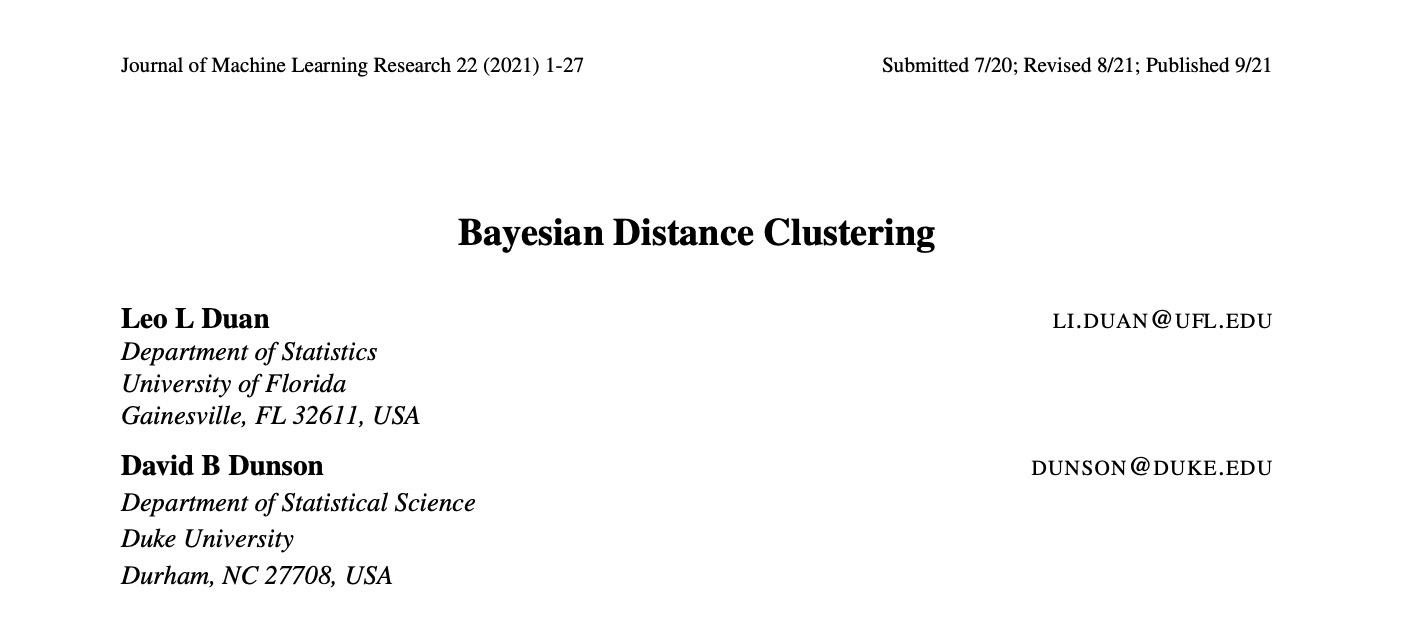 Journal of Machine Learning Research 22 (2021) 1-27 Submitted 7/20; Revised 8/21; Published 9/21
Bayesian Distance Clustering
Leo L Duan LI.DUAN@UFL.EDU
Department of Statistics
University of Florida
Gainesville, FL 32611, USA
David B Dunson DUNSON@DUKE.EDU
Department of Statistical Science
Duke University
Durham, NC 27708, USA